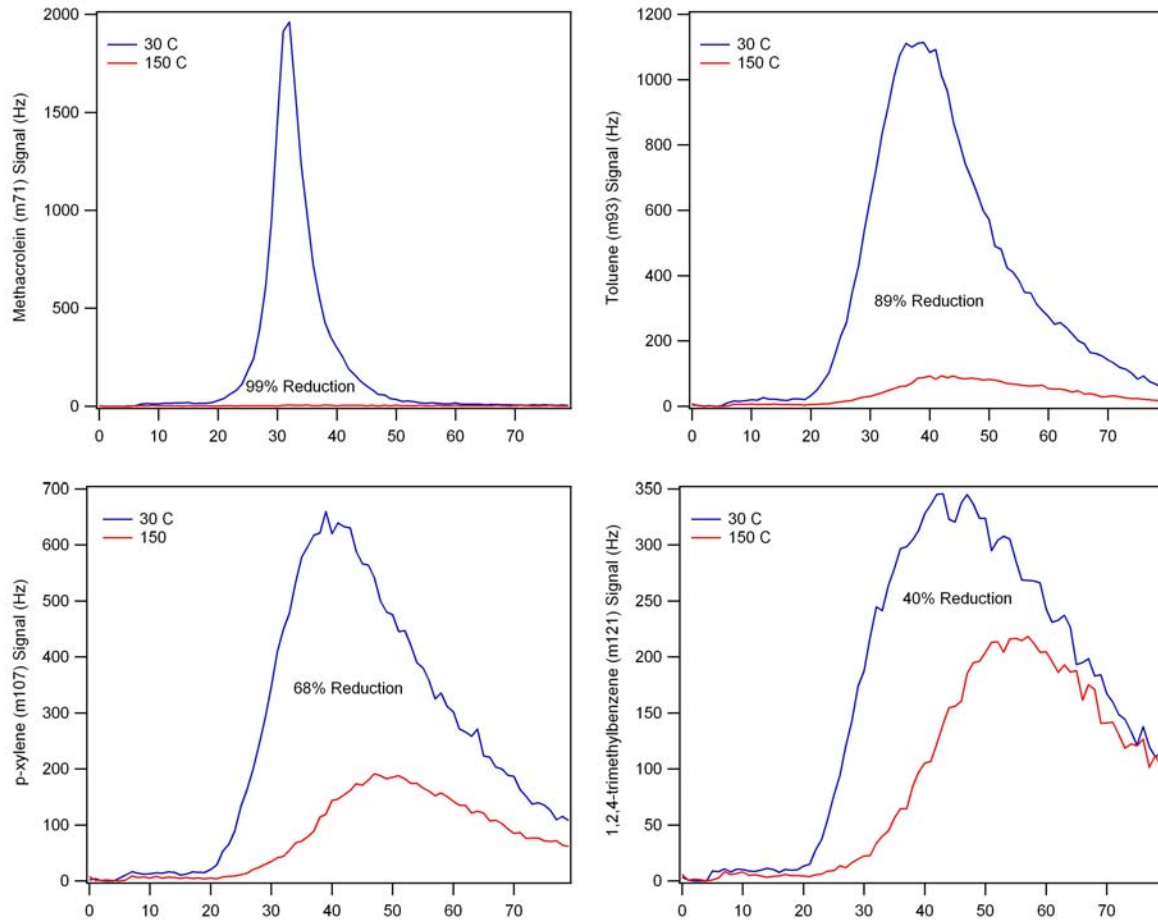 2000
1500
1000
500
0
Methacrolein (m71) Signal (Hz)
30 C
150 C
99% Reduction
0 10 20 30 40 50 60 70
1200
1000
800
600
400
200
0
Toluene (m93) Signal (Hz)
30 C
150 C
89% Reduction
0 10 20 30 40 50 60 70
700
600
500
400
300
200
100
0
p-xylene (m107) Signal (Hz)
30 C
150
68% Reduction
0 10 20 30 40 50 60 70
350
300
250
200
150
100
50
0
1,2,4-trimethylbenzene (m121) Signal (Hz)
30 C
150 C
40% Reduction
0 10 20 30 40 50 60 70